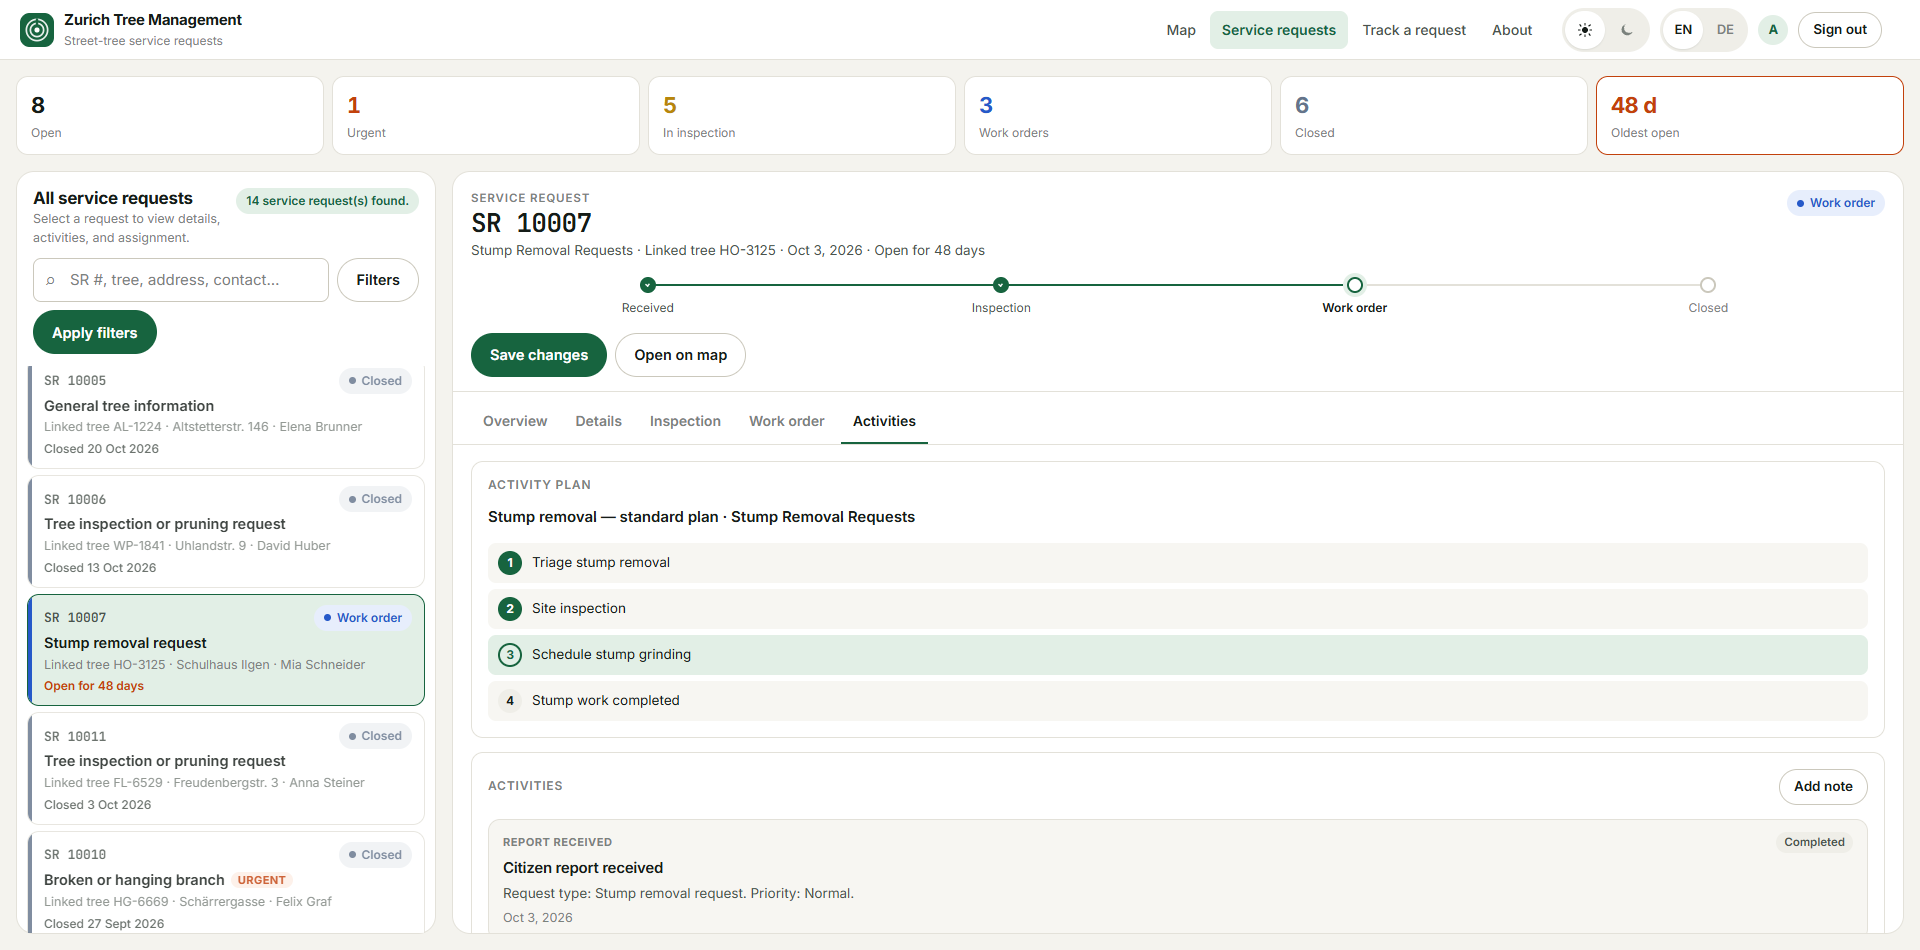 Zurich Tree Management
Street-tree service requests
Map
Service requests
Track a request
About
EN
DE
A
Sign out
8
Open
1
Urgent
5
In inspection
3
Work orders
6
Closed
48 d
Oldest open
All service requests
14 service request(s) found.
Select a request to view details,
activities, and assignment.
SR #, tree, address, contact...
Filters
Apply filters
SR 10005
Closed
General tree information
Linked tree AL-1224 · Altstetterstr. 146 · Elena Brunner
Closed 20 Oct 2026
SR 10006
Closed
Tree inspection or pruning request
Linked tree WP-1841 · Uhlandstr. 9 · David Huber
Closed 13 Oct 2026
SR 10007
Work order
Stump removal request
Linked tree HO-3125 · Schulhaus Ilgen · Mia Schneider
Open for 48 days
SR 10011
Closed
Tree inspection or pruning request
Linked tree FL-6529 · Freudenbergstr. 3 · Anna Steiner
Closed 3 Oct 2026
SR 10010
Closed
Broken or hanging branch URGENT
Linked tree HG-6669 · Schärrergasse · Felix Graf
Closed 27 Sept 2026
SERVICE REQUEST
SR 10007
Work order
Stump Removal Requests · Linked tree HO-3125 · Oct 3, 2026 · Open for 48 days
Received
Inspection
Work order
Closed
Save changes
Open on map
Overview
Details
Inspection
Work order
Activities
ACTIVITY PLAN
Stump removal — standard plan · Stump Removal Requests
1 Triage stump removal
2 Site inspection
3 Schedule stump grinding
4 Stump work completed
ACTIVITIES
Add note
REPORT RECEIVED
Completed
Citizen report received
Request type: Stump removal request. Priority: Normal.
Oct 3, 2026